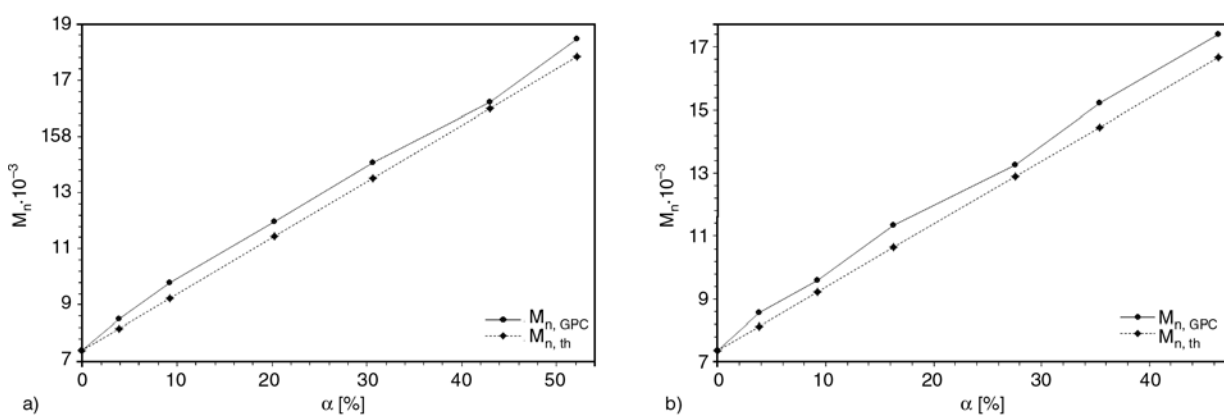 19
17
158
13
11
9
7
Mn·10⁻³
0 10 20 30 40 50
α [%]
Mn, GPC
Mn, th
a)
17
15
13
11
9
7
Mn·10⁻³
0 10 20 30 40
α [%]
Mn, GPC
Mn, th
b)